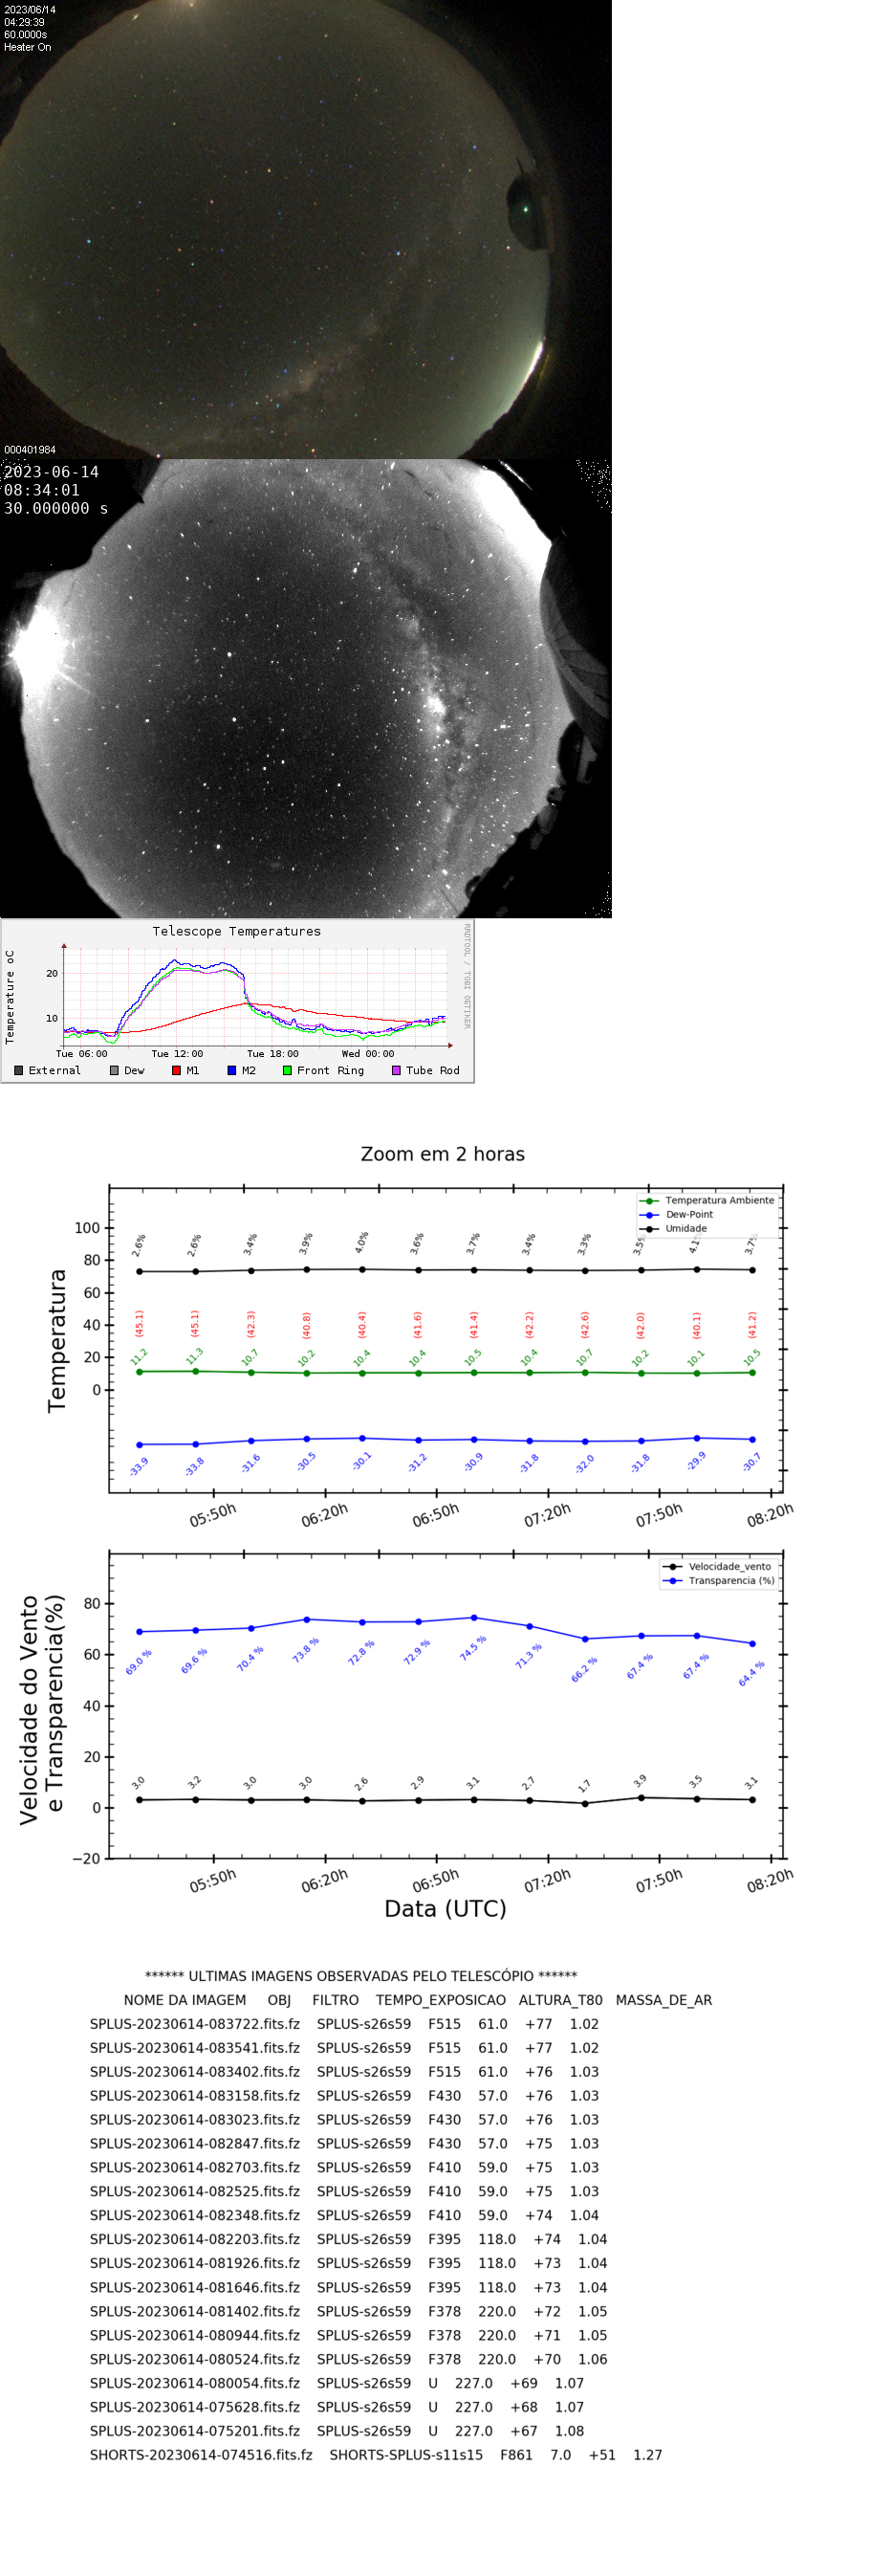 2023/06/14
04:29:39
60.0000s
Heater On
000401984
2023-06-14
08:34:01
30.000000 s
Telescope Temperatures
RRDTOOL / TOBI OETIKER
Temperature oC
20
10
Tue 06:00 Tue 12:00 Tue 18:00 Wed 00:00
External Dew M1 M2 Front Ring Tube Rod
Zoom em 2 horas
Temperatura Ambiente
Dew-Point
Umidade
Temperatura
100
80
60
40
20
0
2.6% 2.6% 3.4% 3.9% 4.0% 3.6% 3.7% 3.4% 3.3% 3.5% 4.1% 3.7%
(45.1) (45.1) (42.3) (40.8) (40.4) (41.6) (41.4) (42.2) (42.6) (42.0) (40.1) (41.2)
11.2 11.3 10.7 10.2 10.4 10.4 10.5 10.4 10.7 10.2 10.1 10.5
-33.9 -33.8 -31.6 -30.5 -30.1 -31.2 -30.9 -31.8 -32.0 -31.8 -29.9 -30.7
05:50h 06:20h 06:50h 07:20h 07:50h 08:20h
Velocidade_vento
Transparencia (%)
Velocidade do Vento
e Transparencia(%)
80
60
40
20
0
−20
69.0 % 69.6 % 70.4 % 73.8 % 72.8 % 72.9 % 74.5 % 71.3 % 66.2 % 67.4 % 67.4 % 64.4 %
3.0 3.2 3.0 3.0 2.6 2.9 3.1 2.7 1.7 3.9 3.5 3.1
05:50h 06:20h 06:50h 07:20h 07:50h 08:20h
Data (UTC)
****** ULTIMAS IMAGENS OBSERVADAS PELO TELESCÓPIO ******
NOME DA IMAGEM OBJ FILTRO TEMPO_EXPOSICAO ALTURA_T80 MASSA_DE_AR
SPLUS-20230614-083722.fits.fz SPLUS-s26s59 F515 61.0 +77 1.02
SPLUS-20230614-083541.fits.fz SPLUS-s26s59 F515 61.0 +77 1.02
SPLUS-20230614-083402.fits.fz SPLUS-s26s59 F515 61.0 +76 1.03
SPLUS-20230614-083158.fits.fz SPLUS-s26s59 F430 57.0 +76 1.03
SPLUS-20230614-083023.fits.fz SPLUS-s26s59 F430 57.0 +76 1.03
SPLUS-20230614-082847.fits.fz SPLUS-s26s59 F430 57.0 +75 1.03
SPLUS-20230614-082703.fits.fz SPLUS-s26s59 F410 59.0 +75 1.03
SPLUS-20230614-082525.fits.fz SPLUS-s26s59 F410 59.0 +75 1.03
SPLUS-20230614-082348.fits.fz SPLUS-s26s59 F410 59.0 +74 1.04
SPLUS-20230614-082203.fits.fz SPLUS-s26s59 F395 118.0 +74 1.04
SPLUS-20230614-081926.fits.fz SPLUS-s26s59 F395 118.0 +73 1.04
SPLUS-20230614-081646.fits.fz SPLUS-s26s59 F395 118.0 +73 1.04
SPLUS-20230614-081402.fits.fz SPLUS-s26s59 F378 220.0 +72 1.05
SPLUS-20230614-080944.fits.fz SPLUS-s26s59 F378 220.0 +71 1.05
SPLUS-20230614-080524.fits.fz SPLUS-s26s59 F378 220.0 +70 1.06
SPLUS-20230614-080054.fits.fz SPLUS-s26s59 U 227.0 +69 1.07
SPLUS-20230614-075628.fits.fz SPLUS-s26s59 U 227.0 +68 1.07
SPLUS-20230614-075201.fits.fz SPLUS-s26s59 U 227.0 +67 1.08
SHORTS-20230614-074516.fits.fz SHORTS-SPLUS-s11s15 F861 7.0 +51 1.27